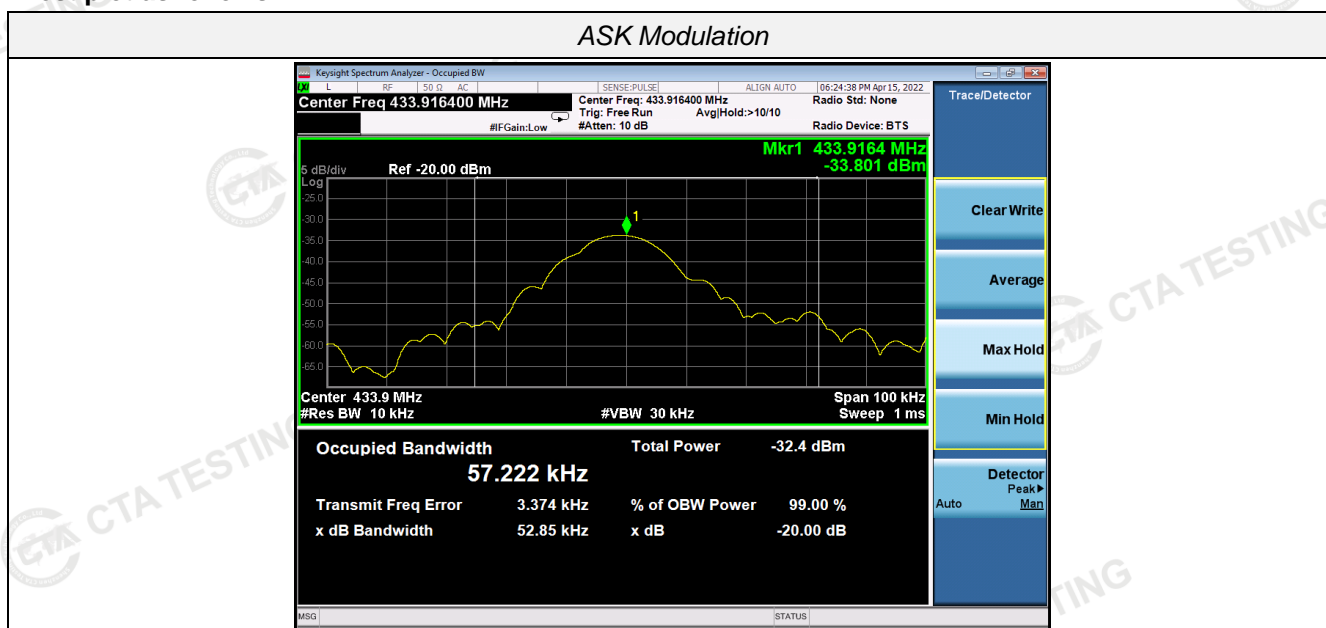 ASK Modulation
Keysight Spectrum Analyzer - Occupied BW
LXI L RF 50 Ω AC SENSE:PULSE ALIGN AUTO 06:24:38 PM Apr 15, 2022
Center Freq 433.916400 MHz Center Freq: 433.916400 MHz Radio Std: None
Trig: Free Run Avg|Hold:>10/10
#IFGain:Low #Atten: 10 dB Radio Device: BTS
Trace/Detector
Mkr1 433.9164 MHz
5 dB/div Ref -20.00 dBm -33.801 dBm
Log
-25.0
-30.0
1
-35.0
-40.0
-45.0
-50.0
-55.0
-60.0
-65.0
Center 433.9 MHz Span 100 kHz
#Res BW 10 kHz #VBW 30 kHz Sweep 1 ms
Occupied Bandwidth Total Power -32.4 dBm
57.222 kHz
Transmit Freq Error 3.374 kHz % of OBW Power 99.00 %
x dB Bandwidth 52.85 kHz x dB -20.00 dB
Clear Write
Average
Max Hold
Min Hold
Detector
Peak▶
Auto Man
MSG STATUS
CTA TESTING
CTA TESTING
CTA
TING